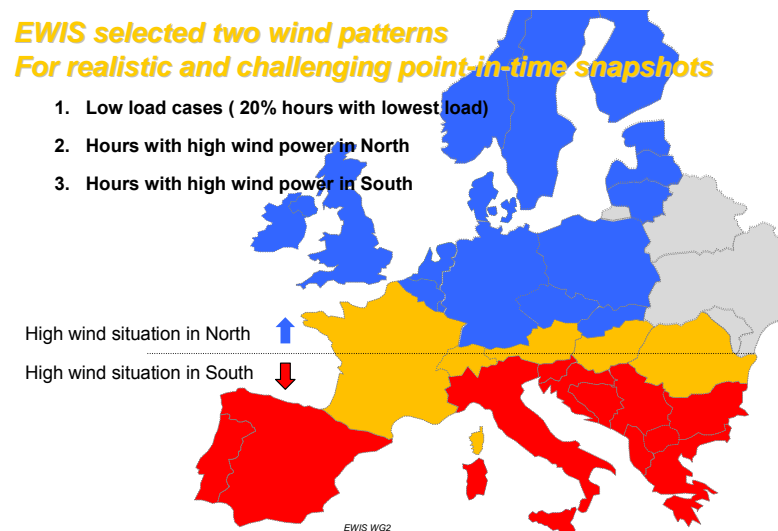 EWIS selected two wind patterns
For realistic and challenging point-in-time snapshots
1. Low load cases ( 20% hours with lowest load)
2. Hours with high wind power in North
3. Hours with high wind power in South
High wind situation in North
High wind situation in South
EWIS WG2